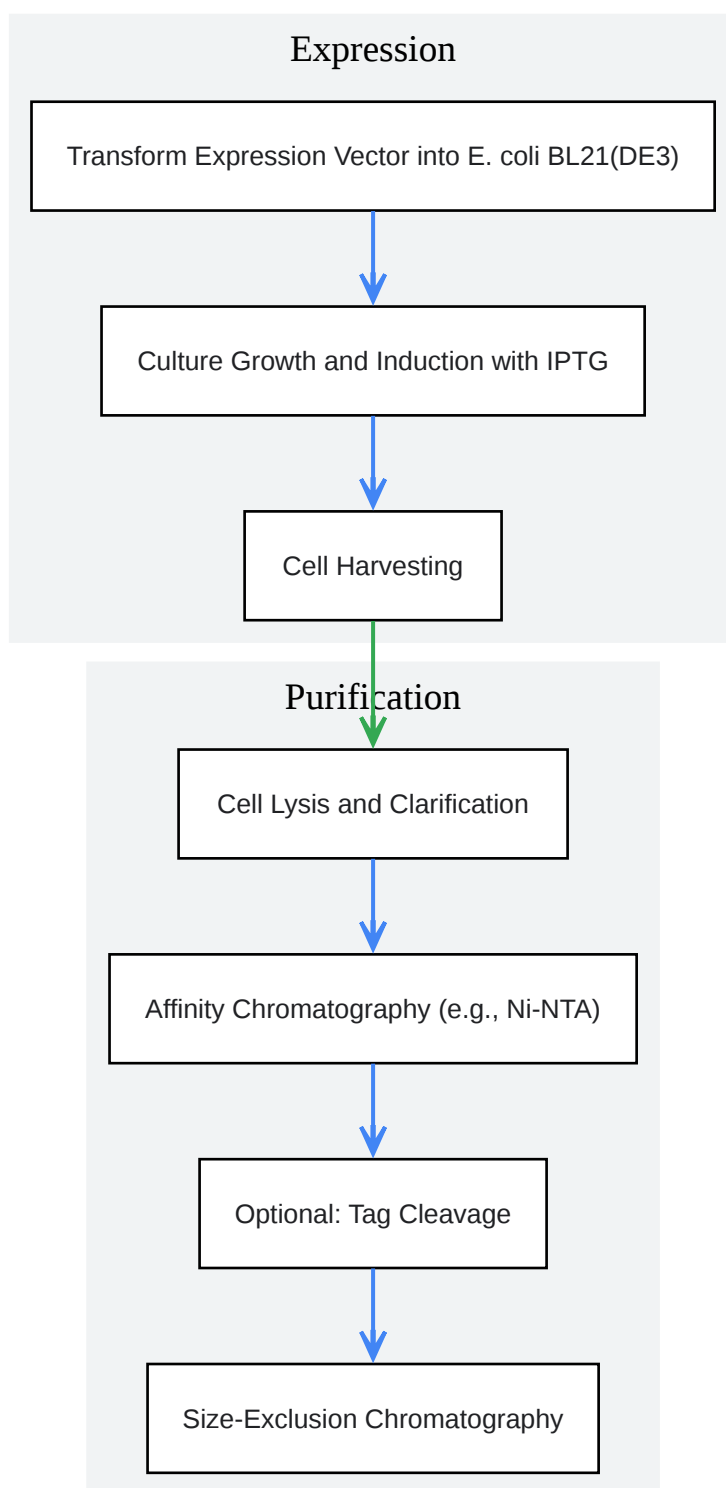 Expression
Transform Expression Vector into E. coli BL21(DE3)
Culture Growth and Induction with IPTG
Cell Harvesting
Purification
Cell Lysis and Clarification
Affinity Chromatography (e.g., Ni-NTA)
Optional: Tag Cleavage
Size-Exclusion Chromatography